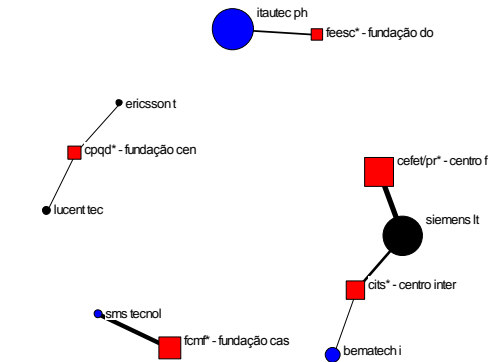 itautec ph
feesc* - fundação do
ericsson t
cpqd* - fundação cen
cefet/pr* - centro f
lucent tec
siemens lt
cits* - centro inter
sms tecnol
fcmf* - fundação cas
bematech i